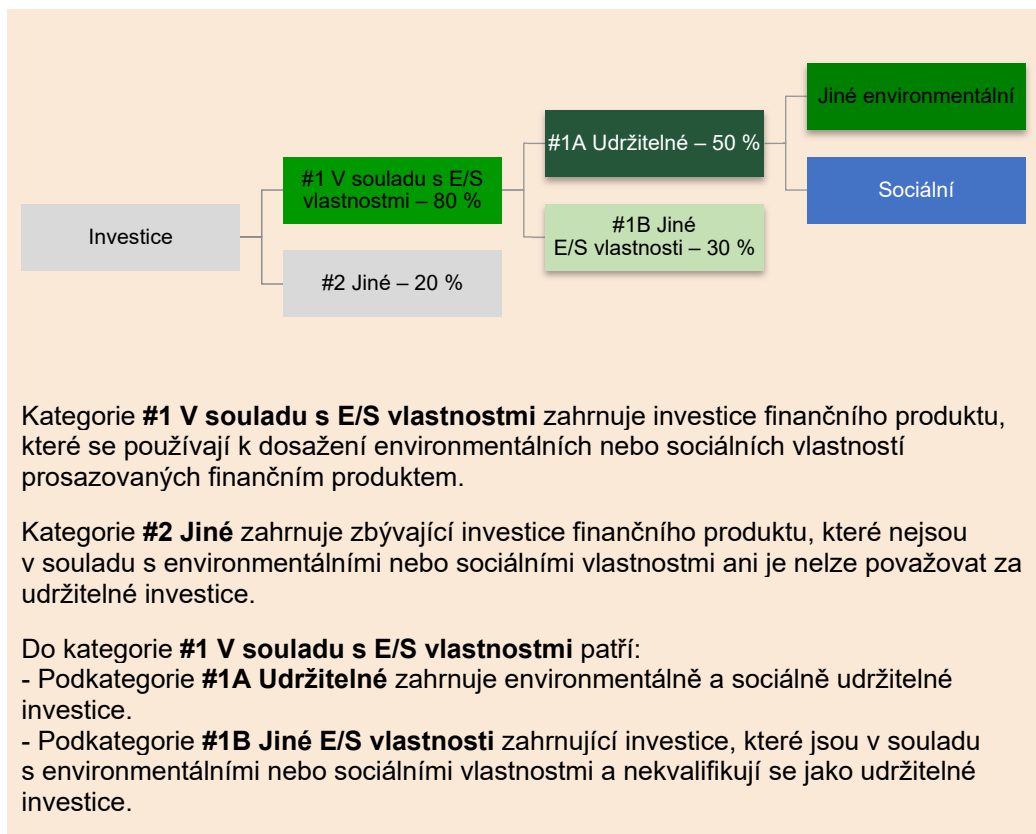 Jiné environmentální
#1A Udržitelné – 50 %
#1 V souladu s E/S
vlastnostmi – 80 %
Sociální
Investice
#1B Jiné
E/S vlastnosti – 30 %
#2 Jiné – 20 %
Kategorie #1 V souladu s E/S vlastnostmi zahrnuje investice finančního produktu,
které se používají k dosažení environmentálních nebo sociálních vlastností
prosazovaných finančním produktem.
Kategorie #2 Jiné zahrnuje zbývající investice finančního produktu, které nejsou
v souladu s environmentálními nebo sociálními vlastnostmi ani je nelze považovat za
udržitelné investice.
Do kategorie #1 V souladu s E/S vlastnostmi patří:
- Podkategorie #1A Udržitelné zahrnuje environmentálně a sociálně udržitelné
investice.
- Podkategorie #1B Jiné E/S vlastnosti zahrnující investice, které jsou v souladu
s environmentálními nebo sociálními vlastnostmi a nekvalifikují se jako udržitelné
investice.